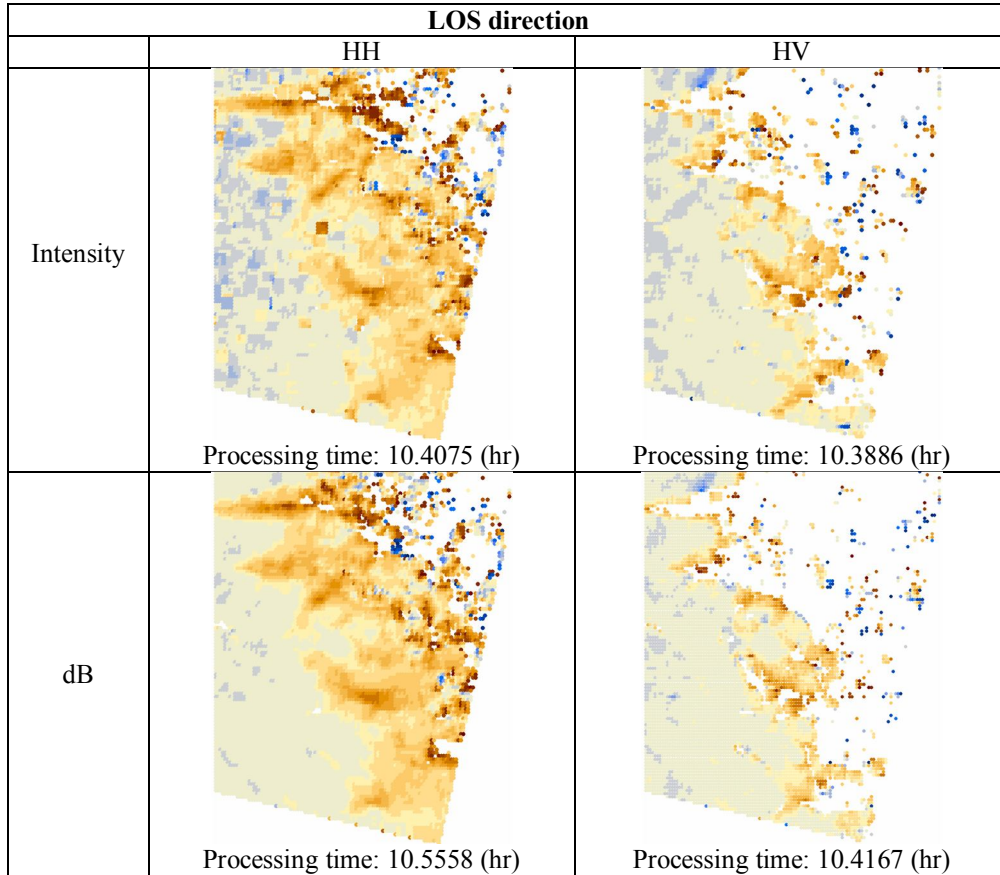 LOS direction
HH HV
Intensity
Processing time: 10.4075 (hr) Processing time: 10.3886 (hr)
dB
Processing time: 10.5558 (hr) Processing time: 10.4167 (hr)